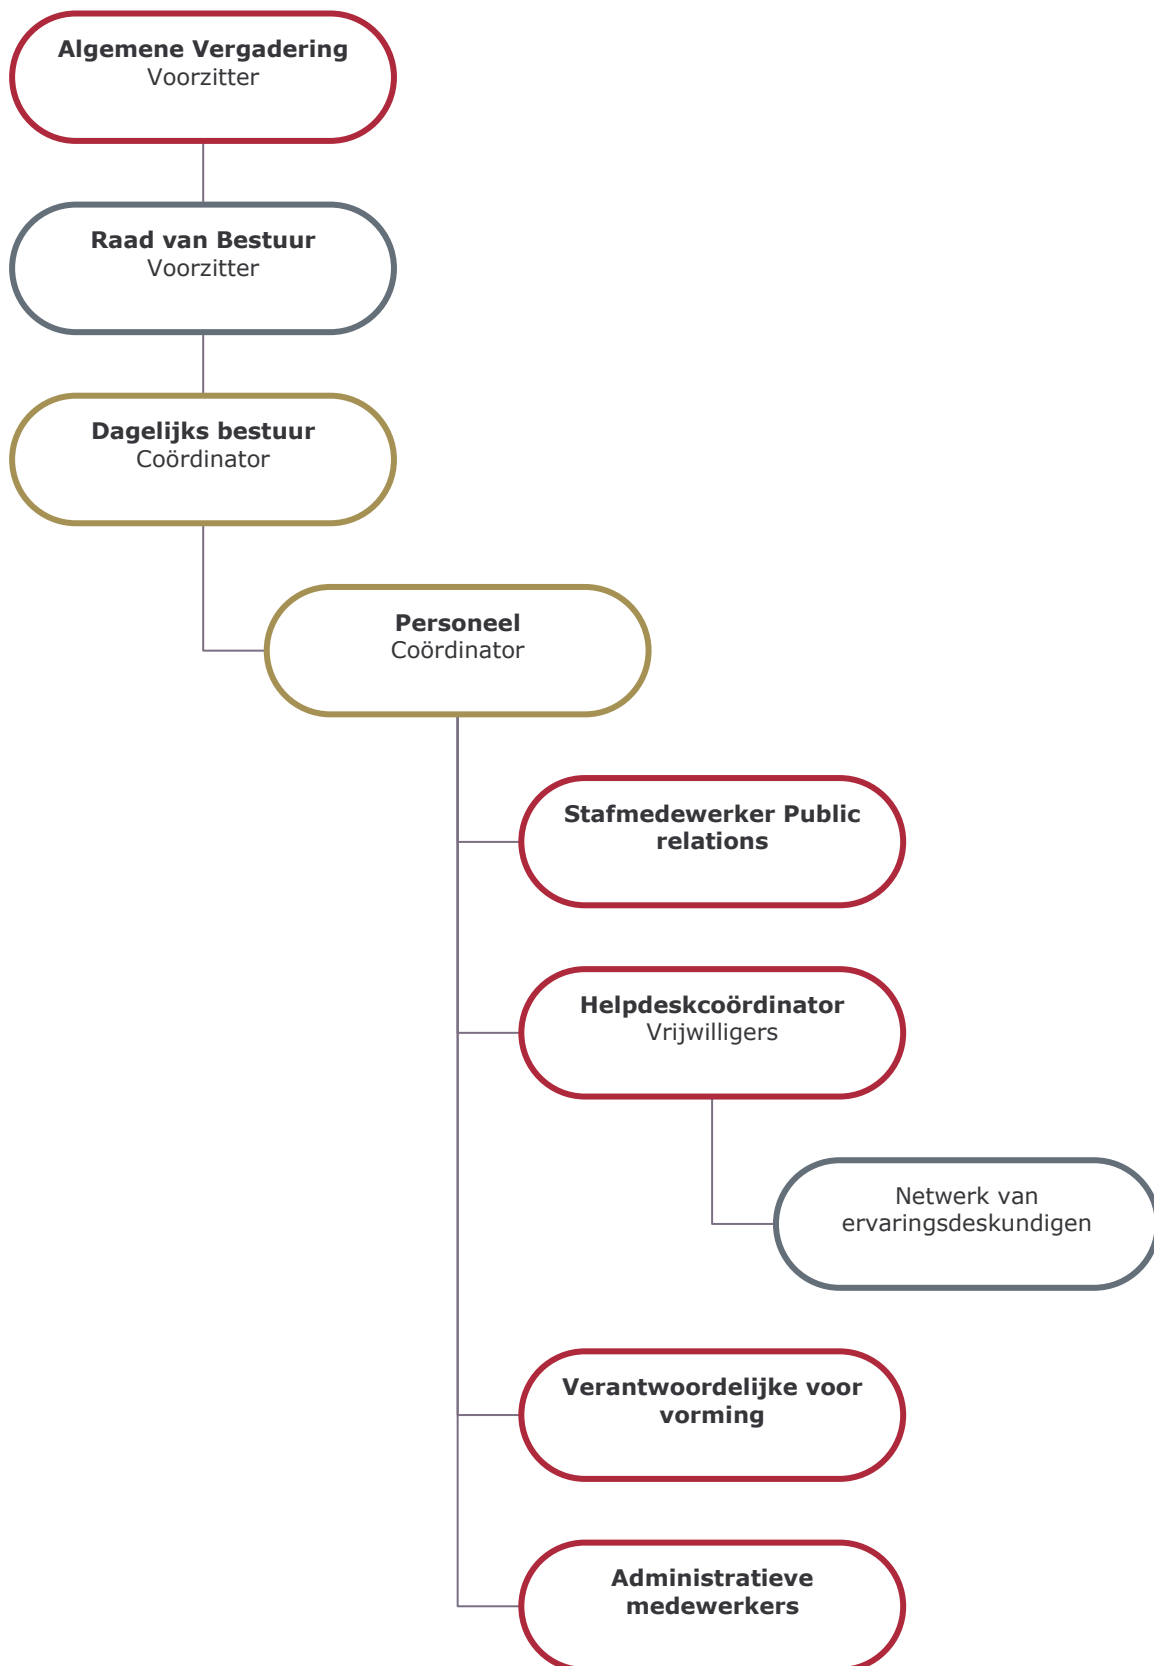 Algemene Vergadering
Voorzitter
Raad van Bestuur
Voorzitter
Dagelijks bestuur
Coördinator
Personeel
Coördinator
Stafmedewerker Public
relations
Helpdeskcoördinator
Vrijwilligers
Netwerk van
ervaringsdeskundigen
Verantwoordelijke voor
vorming
Administratieve
medewerkers